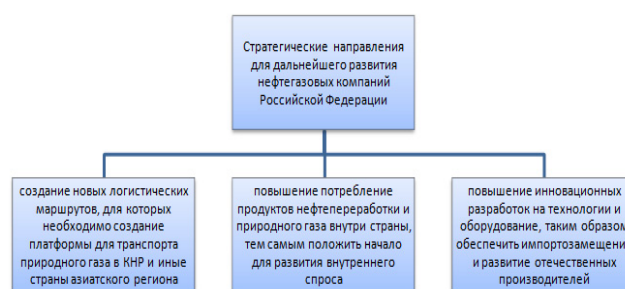 Стратегические направления
для дальнейшего развития
нефтегазовых компаний
Российской Федерации
создание новых логистических
маршрутов, для которых
необходимо создание
платформы для транспорта
природного газа в КНР и иные
страны азиатского региона
повышение потребление
продуктов нефтепереработки и
природного газа внутри страны,
тем самым положить начало
для развития внутреннего
спроса
повышение инновационных
разработок на технологии и
оборудование, таким образом
обеспечить импортозамещени
и развитие отечественных
производителей